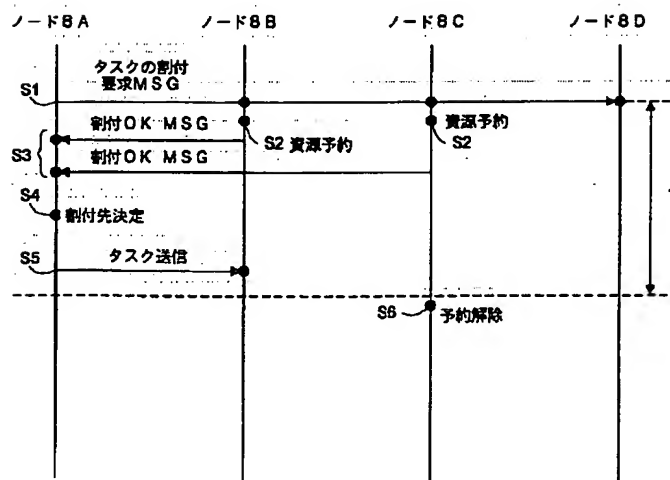 ノード8A ノード8B ノード8C ノード8D
タスクの割付
要求MSG
S1
割付OK MSG
資源予約
S2 資源予約
S2
S3
割付OK MSG
S4
割付先決定
S5
タスク送信
S6
予約解除